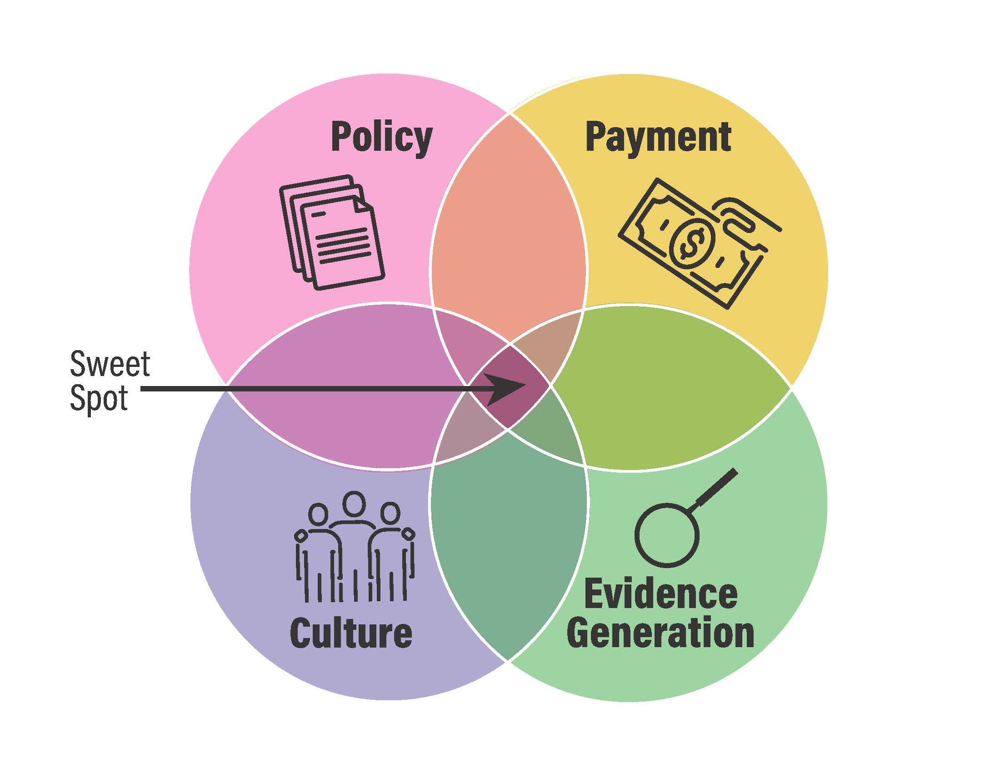 Policy
Payment
Sweet
Spot
$
Culture
Evidence
Generation